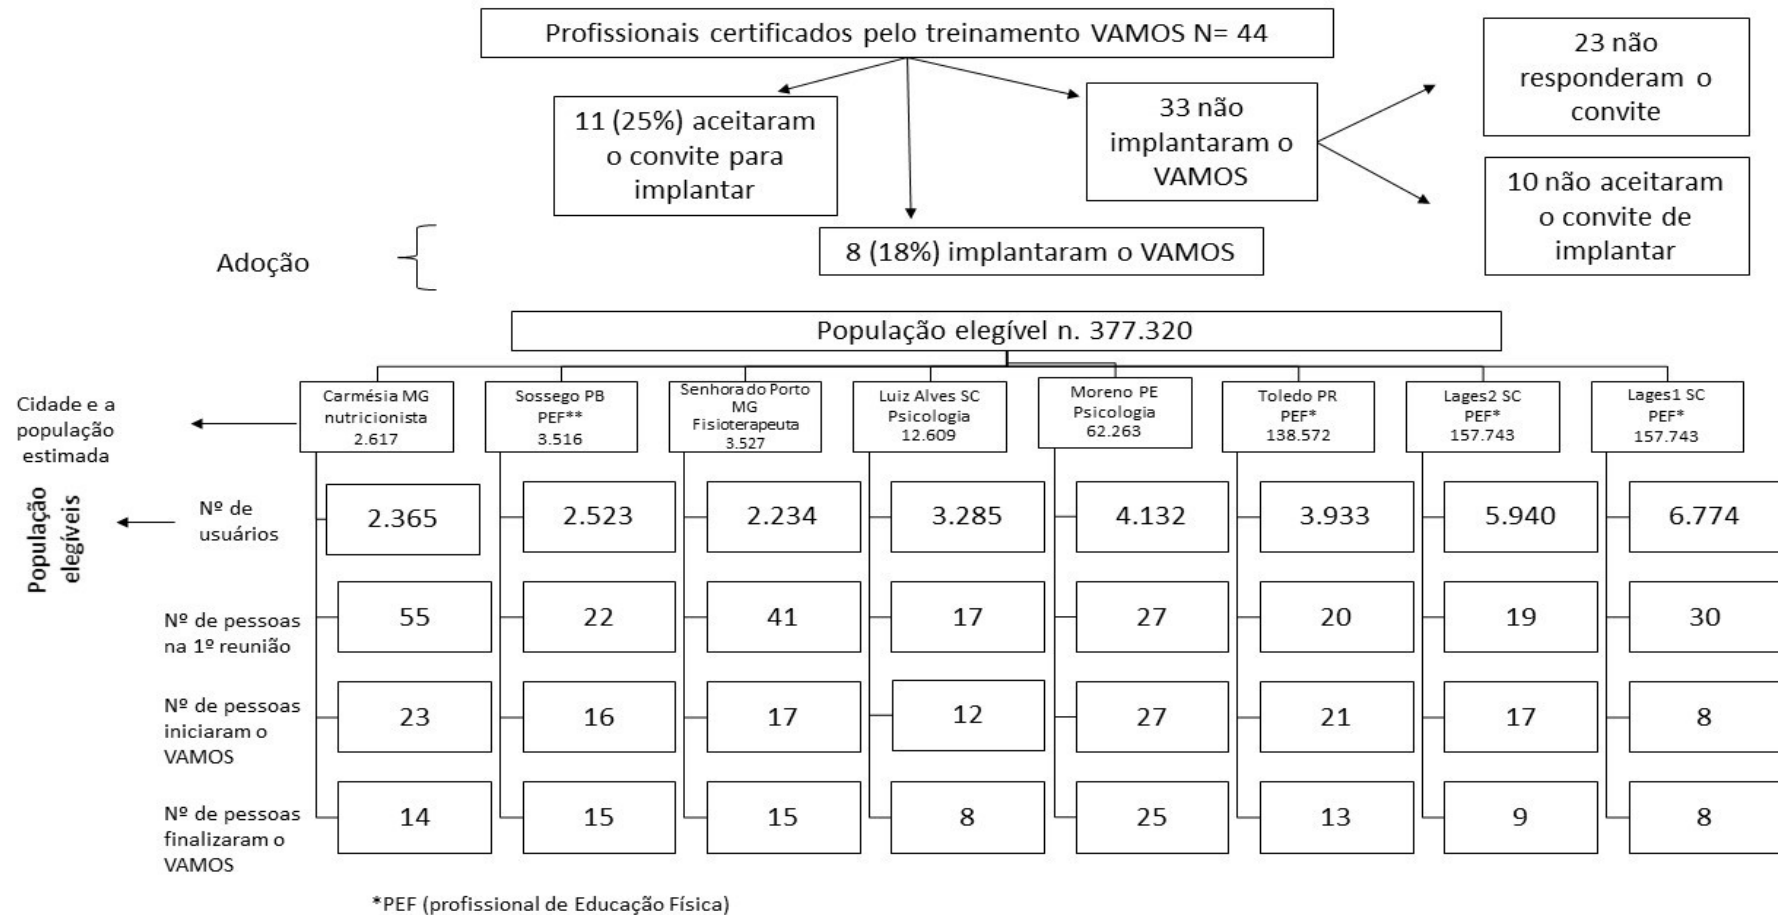 Profissionais certificados pelo treinamento VAMOS N= 44
11 (25%) aceitaram
o convite para
implantar
33 não
implantaram o
VAMOS
23 não
responderam o
convite
10 não aceitaram
o convite de
implantar
8 (18%) implantaram o VAMOS
Adoção
População elegível n. 377.320
Cidade e a
população
estimada
Carmésia MG
nutricionista
2.617
Sossego PB
PEF**
3.516
Senhora do Porto
MG
Fisioterapeuta
3.527
Luiz Alves SC
Psicologia
12.609
Moreno PE
Psicologia
62.263
Toledo PR
PEF*
138.572
Lages2 SC
PEF*
157.743
Lages1 SC
PEF*
157.743
População
elegíveis
Nº de
usuários
2.365
2.523
2.234
3.285
4.132
3.933
5.940
6.774
Nº de pessoas
na 1º reunião
55
22
41
17
27
20
19
30
Nº de pessoas
iniciaram o
VAMOS
23
16
17
12
27
21
17
8
Nº de pessoas
finalizaram o
VAMOS
14
15
15
8
25
13
9
8
*PEF (profissional de Educação Física)